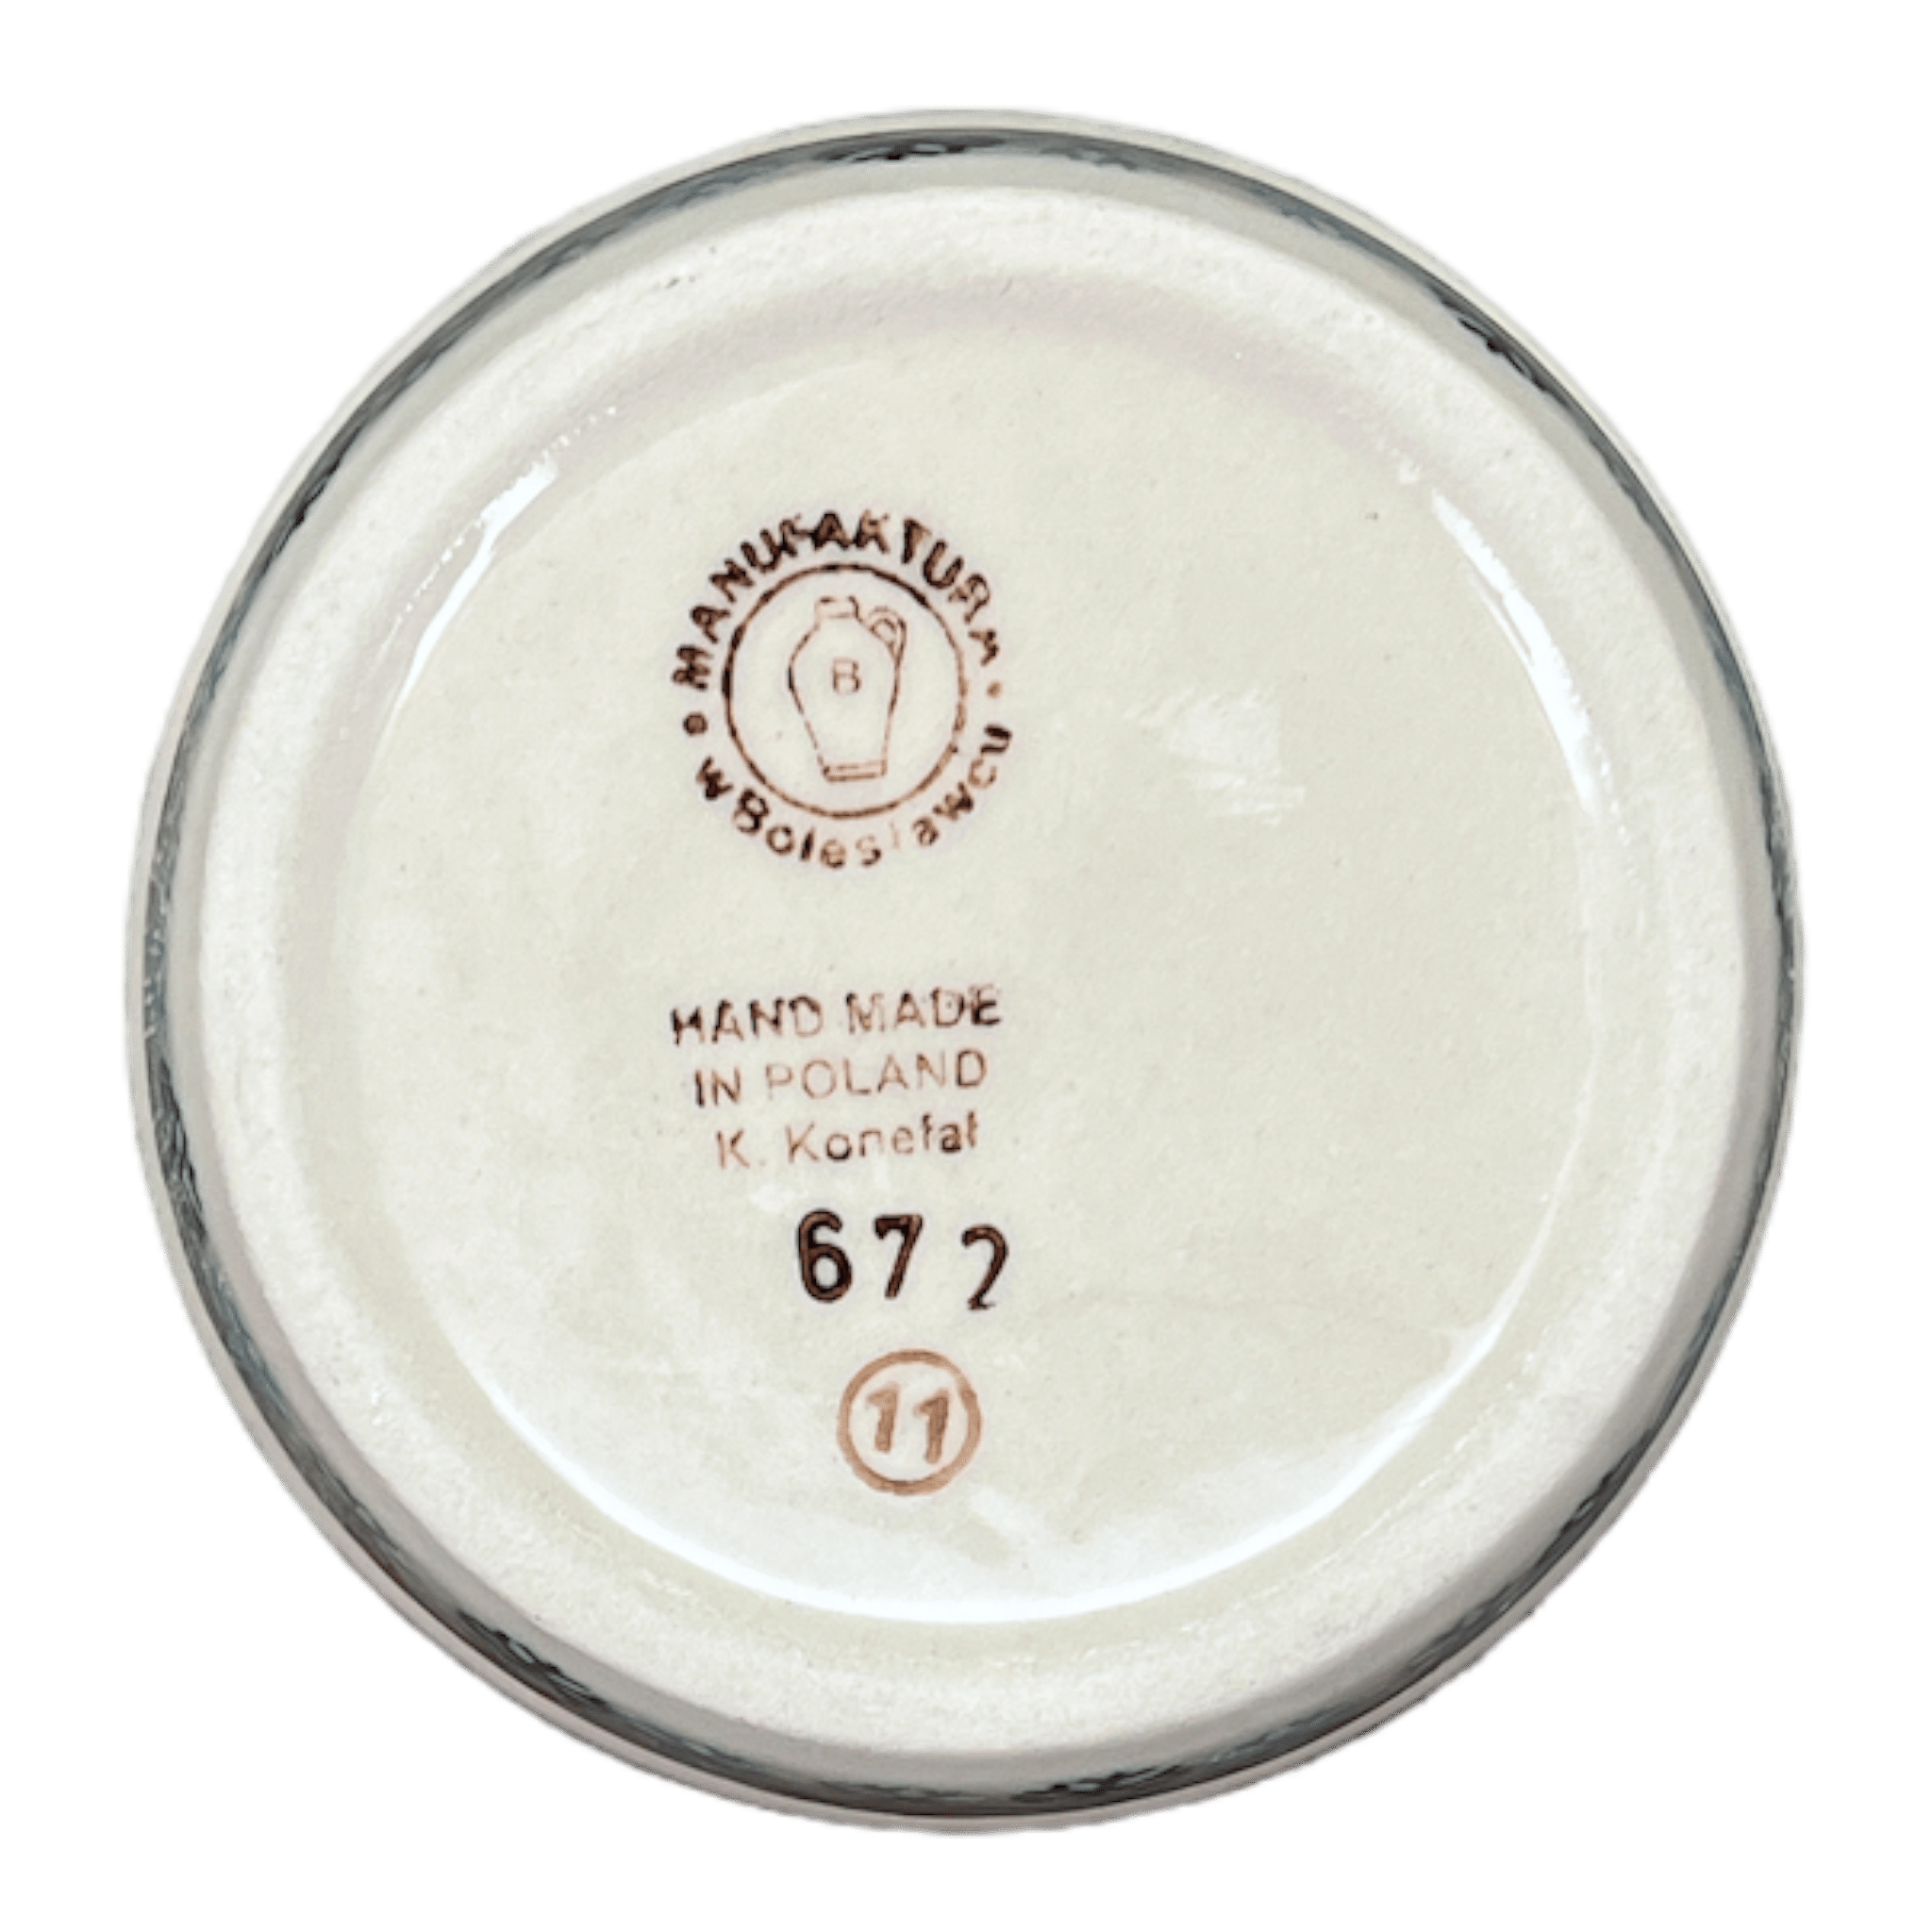 MANUFAKTURA
• w Bolesławcu •
B
HAND MADE
IN POLAND
K. Konefał
672
11